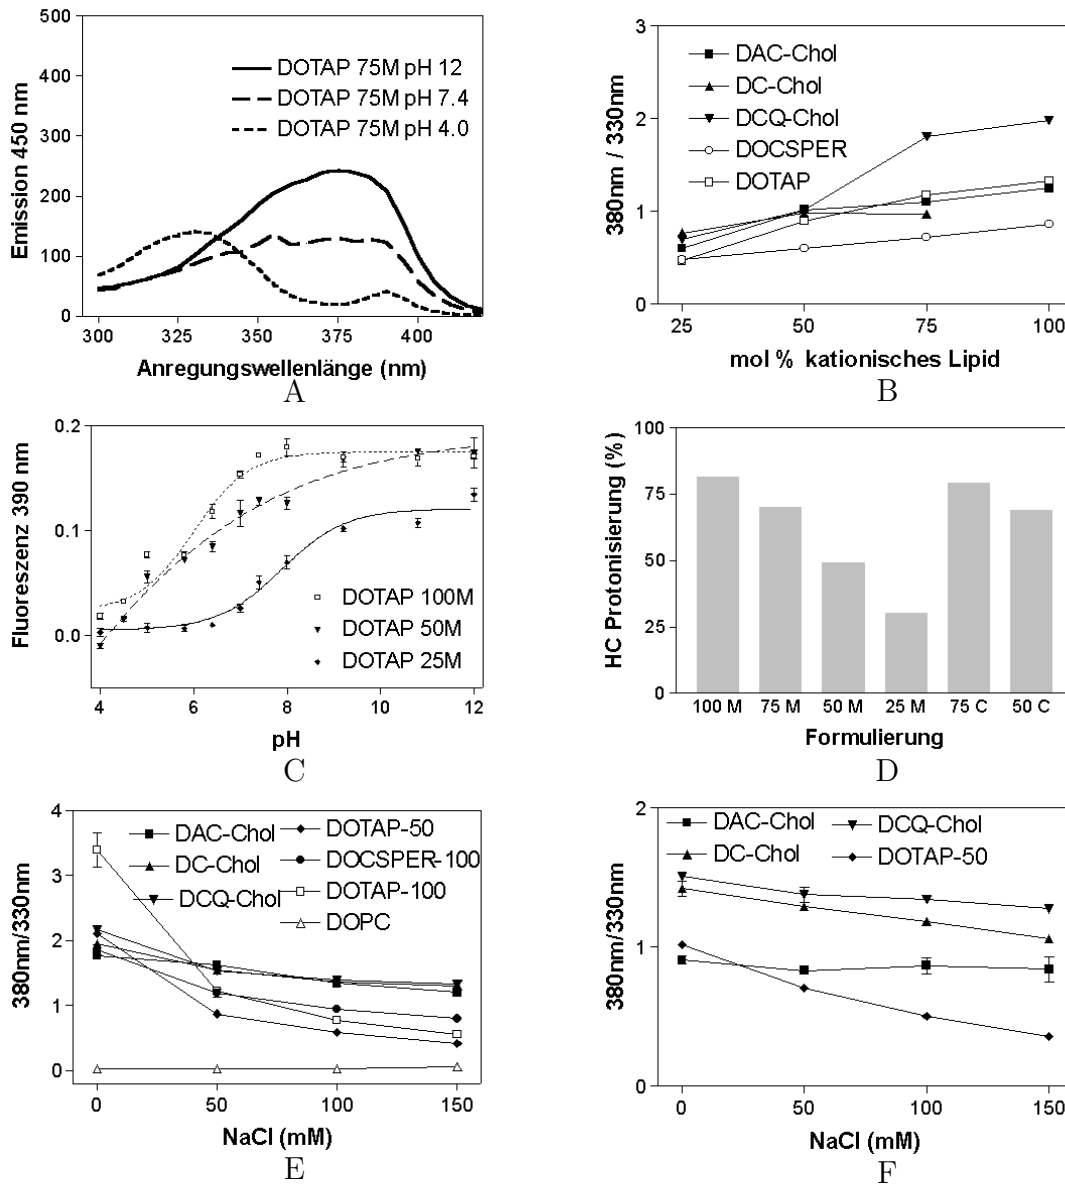 500
400
300
200
100
0
Emission 450 nm
DOTAP 75M pH 12
DOTAP 75M pH 7.4
DOTAP 75M pH 4.0
300
325
350
375
400
Anregungswellenlänge (nm)
A
3
2
1
0
380nm / 330nm
DAC-Chol
DC-Chol
DCQ-Chol
DOCSPER
DOTAP
25
50
75
100
mol % kationisches Lipid
B
0.2
0.1
0.0
Fluoreszenz 390 nm
DOTAP 100M
DOTAP 50M
DOTAP 25M
4
6
8
10
12
pH
C
100
75
50
25
0
HC Protonisierung (%)
100 M
75 M
50 M
25 M
75 C
50 C
Formulierung
D
4
3
2
1
0
380nm/330nm
DAC-Chol
DC-Chol
DCQ-Chol
DOTAP-50
DOCSPER-100
DOTAP-100
DOPC
0
50
100
150
NaCl (mM)
E
2
1
0
380nm/330nm
DAC-Chol
DC-Chol
DCQ-Chol
DOTAP-50
0
50
100
150
NaCl (mM)
F